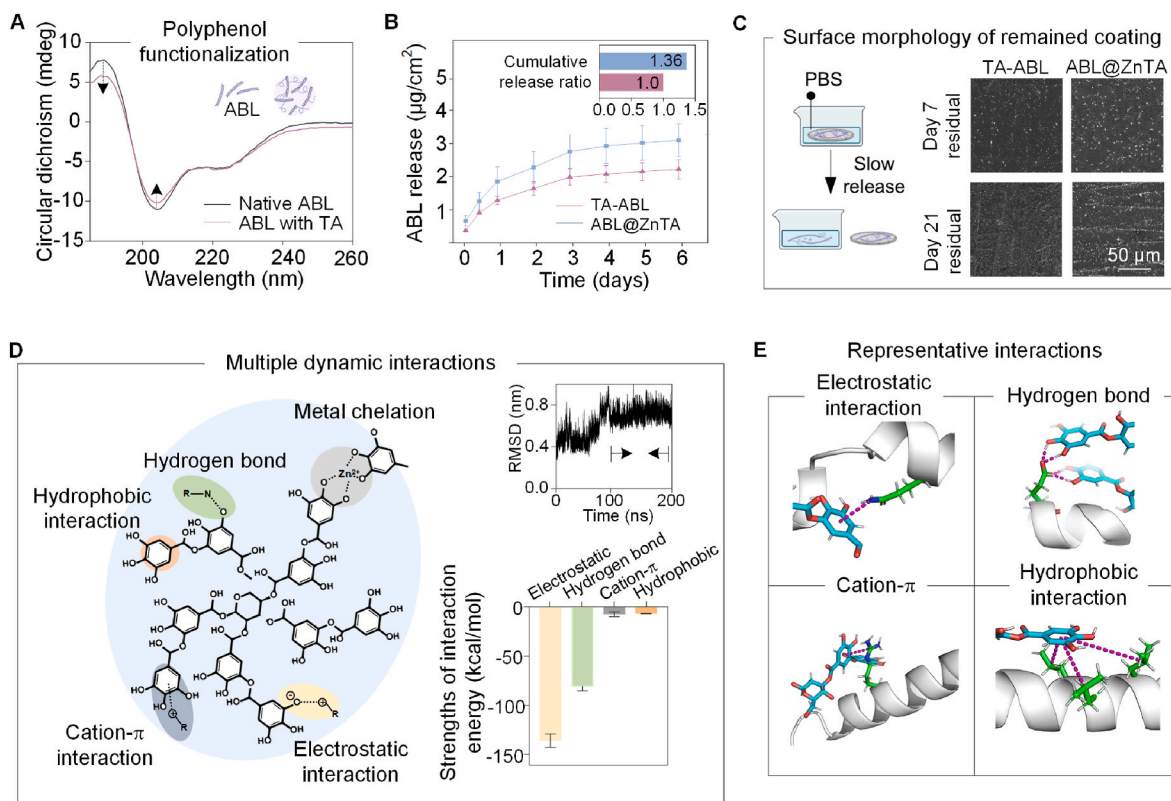 A
Polyphenol
functionalization
Circular dichroism (mdeg)
10
5
0
-5
-10
-15
ABL
Native ABL
ABL with TA
200
220
240
260
Wavelength (nm)
B
ABL release (μg/cm²)
5
4
3
2
1
0
Cumulative
release ratio
1.36
1.0
0.0
0.5
1.0
1.5
TA-ABL
ABL@ZnTA
0 1 2 3 4 5 6
Time (days)
C
Surface morphology of remained coating
PBS
Slow
release
TA-ABL
ABL@ZnTA
Day 7
residual
Day 21
residual
50 μm
D
Multiple dynamic interactions
Metal chelation
Zn²⁺
Hydrogen bond
R—N
Hydrophobic
interaction
Cation-π
interaction
Electrostatic
interaction
RMSD (nm)
0.8
0.4
0.0
0
100
200
Time (ns)
Electrostatic
Hydrogen bond
Cation-π
Hydrophobic
Strengths of interaction
energy (kcal/mol)
0
-50
-100
-150
E
Representative interactions
Electrostatic
interaction
Hydrogen bond
Cation-π
Hydrophobic
interaction